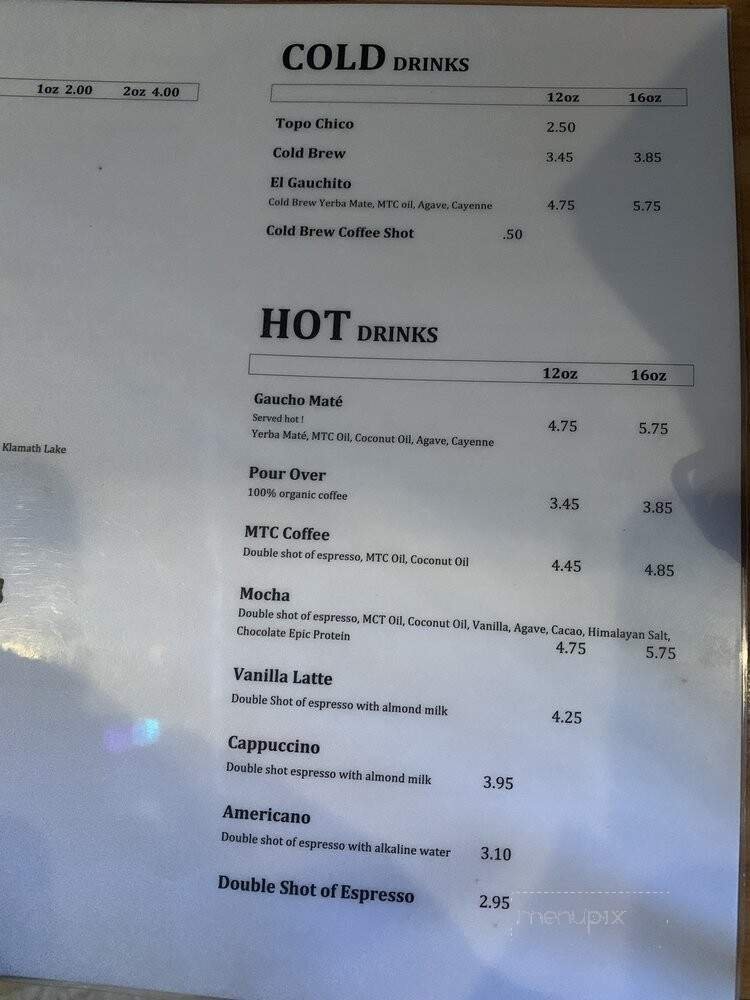 1oz 2.00 2oz 4.00
Klamath Lake
COLD DRINKS
12oz 16oz
Topo Chico 2.50
Cold Brew 3.45 3.85
El Gauchito
Cold Brew Yerba Mate, MTC oil, Agave, Cayenne 4.75 5.75
Cold Brew Coffee Shot .50
HOT DRINKS
12oz 16oz
Gaucho Maté
Served hot !
4.75 5.75
Yerba Maté, MTC Oil, Coconut Oil, Agave, Cayenne
Pour Over
100% organic coffee
3.45 3.85
MTC Coffee
Double shot of espresso, MTC Oil, Coconut Oil 4.45 4.85
Mocha
Double shot of espresso, MCT Oil, Coconut Oil, Vanilla, Agave, Cacao, Himalayan Salt,
Chocolate Epic Protein
4.75 5.75
Vanilla Latte
Double Shot of espresso with almond milk 4.25
Cappuccino
Double shot espresso with almond milk 3.95
Americano
Double shot of espresso with alkaline water 3.10
Double Shot of Espresso 2.95
menupix